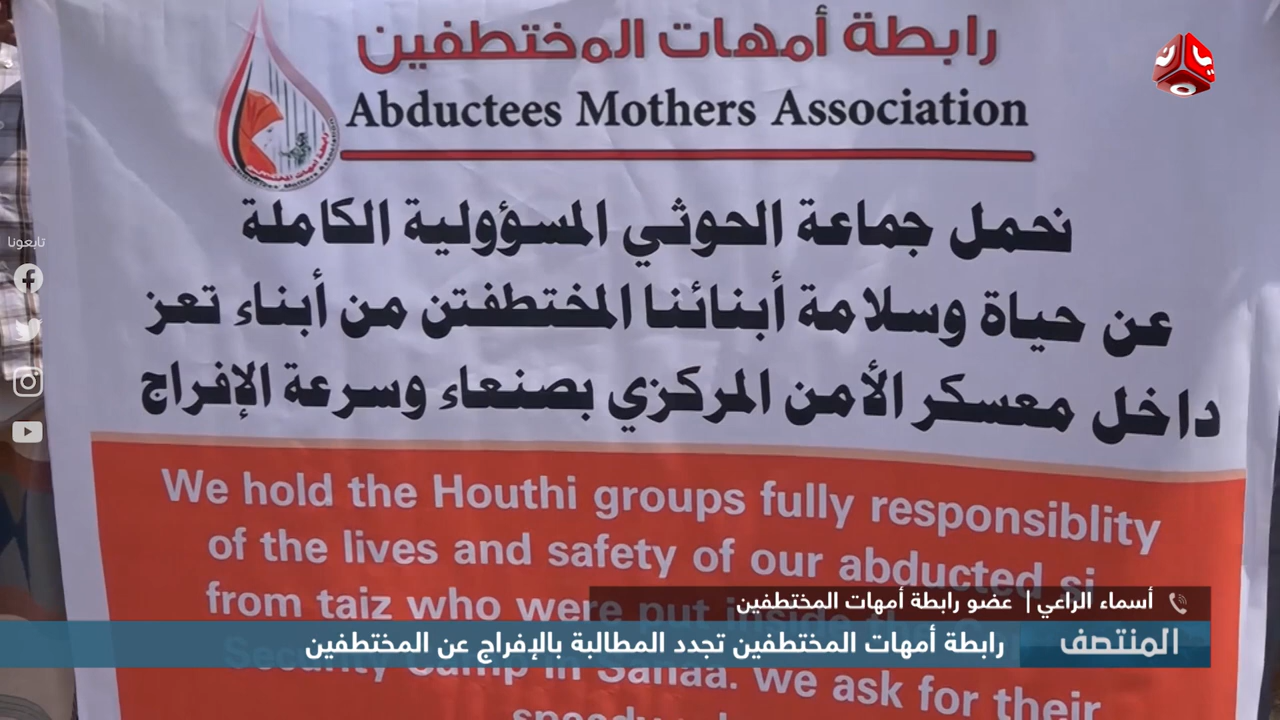 رابطة أمهات المختطفين
Abductees Mothers Association
نحمل جماعة الحوثي المسؤولية الكاملة
عن حياة وسلامة أبنائنا المختطفتن من أبناء تعز
داخل معسكر الأمن المركزي بصنعاء وسرعة الإفراج
We hold the Houthi groups fully responsiblity
of the lives and safety of our abducted
from taiz who were put inside the
Security Camp in Sanaa. we ask for their
speedy
تابعونا
أسماء الراعي | عضو رابطة أمهات المختطفين
المنتصف
رابطة أمهات المختطفين تجدد المطالبة بالإفراج عن المختطفين